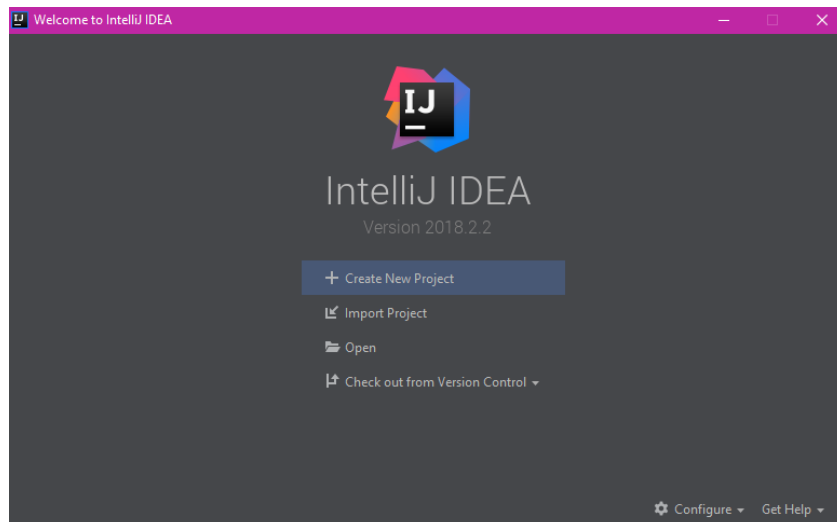 IJ Welcome to IntelliJ IDEA
IJ
IntelliJ IDEA
Version 2018.2.2
Create New Project
Import Project
Open
Check out from Version Control
Configure Get Help